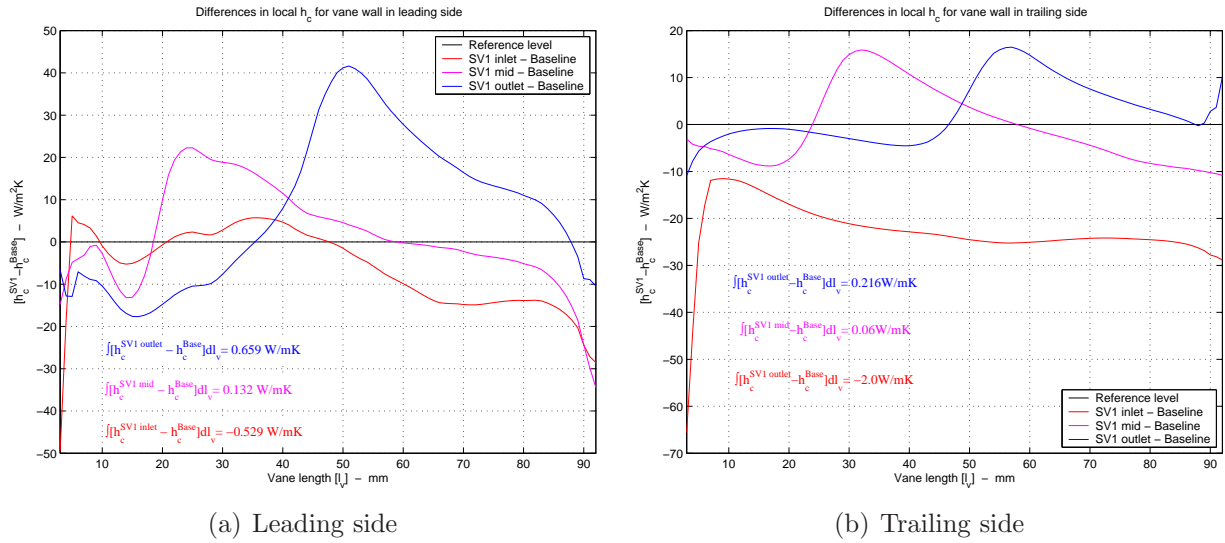 Differences in local h_c for vane wall in leading side
Reference level
SV1 inlet − Baseline
SV1 mid − Baseline
SV1 outlet − Baseline
50
40
30
20
10
0
−10
−20
−30
−40
−50
[h_c^SV1 −h_c^Base] − W/m^2K
∫[h_c^SV1 outlet − h_c^Base]dl_v = 0.659 W/mK
∫[h_c^SV1 mid − h_c^Base]dl_v = 0.132 W/mK
∫[h_c^SV1 inlet − h_c^Base]dl_v = −0.529 W/mK
10 20 30 40 50 60 70 80 90
Vane length [l_v] − mm
(a) Leading side
Differences in local h_c for vane wall in trailing side
20
10
0
−10
−20
−30
−40
−50
−60
−70
[h_c^SV1 −h_c^Base] − W/m^2K
∫[h_c^SV1 outlet −h_c^Base]dl_v = 0.216W/mK
∫[h_c^SV1 mid −h_c^Base]dl_v = 0.06W/mK
∫[h_c^SV1 outlet −h_c^Base]dl_v = −2.0W/mK
Reference level
SV1 inlet − Baseline
SV1 mid − Baseline
SV1 outlet − Baseline
10 20 30 40 50 60 70 80 90
Vane length [l_v] − mm
(b) Trailing side